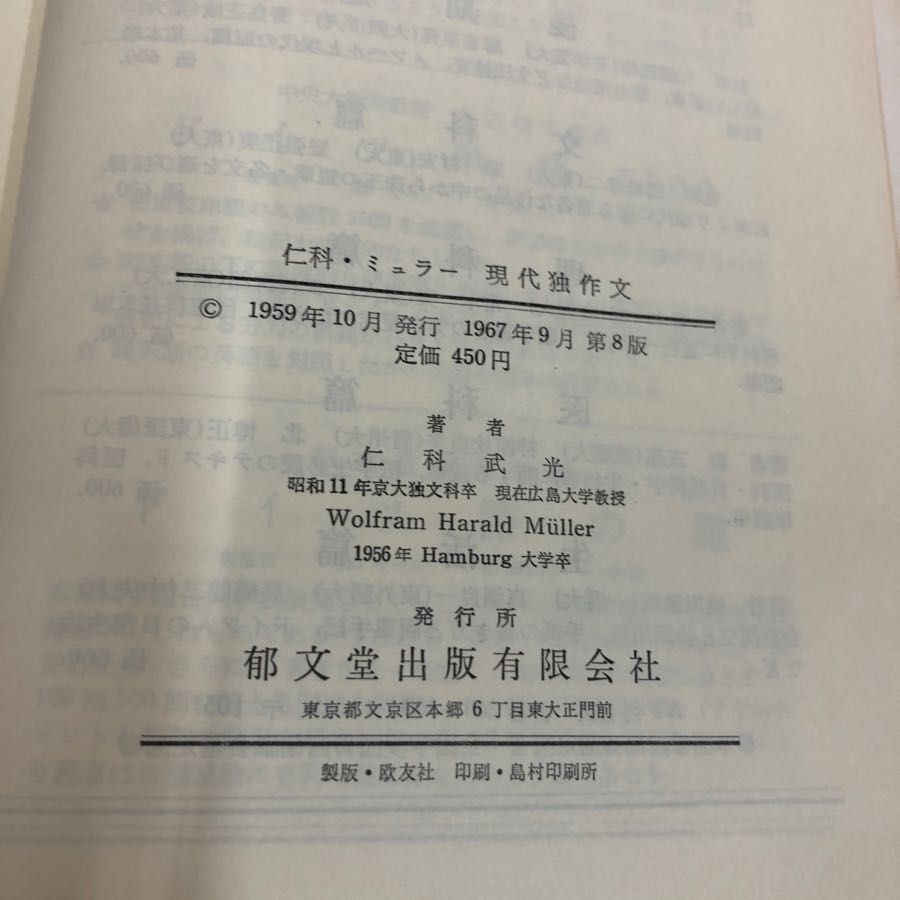 仁科・ミュラー 現代独作文
© 1959年10月 発行 1967年9月 第8版
定価 450円
著者
仁科武光
昭和11年京大独文科卒 現在広島大学教授
Wolfram Harald Müller
1956年 Hamburg 大学卒
発行所
郁文堂出版有限会社
東京都文京区本郷6丁目東大正門前
製版・欧友社 印刷・島村印刷所